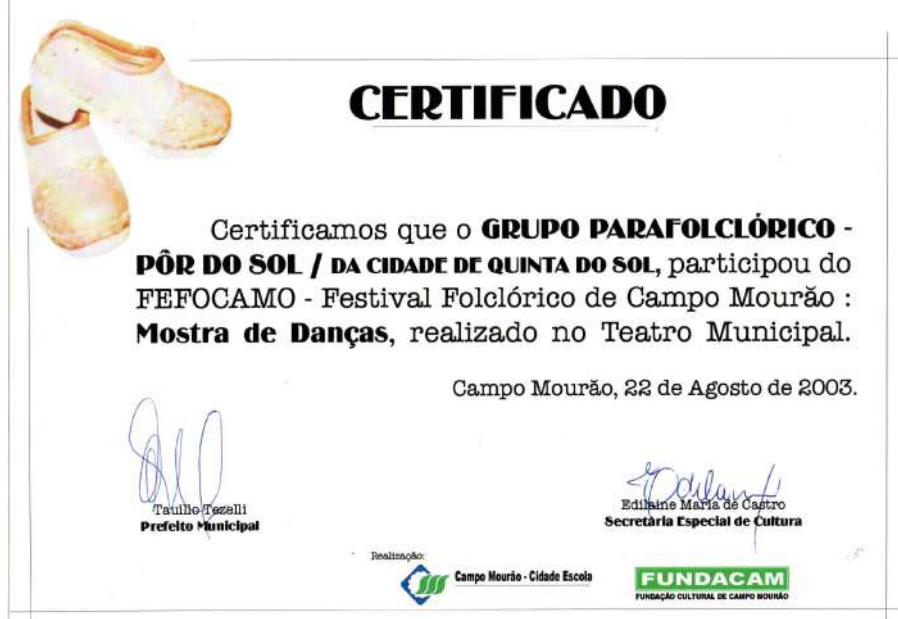 CERTIFICADO
Certificamos que o GRUPO PARAFOLCLÓRICO -
PÔR DO SOL / DA CIDADE DE QUINTA DO SOL, participou do
FEFOCAMO - Festival Folclórico de Campo Mourão :
Mostra de Danças, realizado no Teatro Municipal.
Campo Mourão, 22 de Agosto de 2003.
Tauillo Tezelli
Prefeito Municipal
Edilaine Maria de Castro
Secretária Especial de Cultura
Realização:
Campo Mourão - Cidade Escola
FUNDACAM
FUNDAÇÃO CULTURAL DE CAMPO MOURÃO